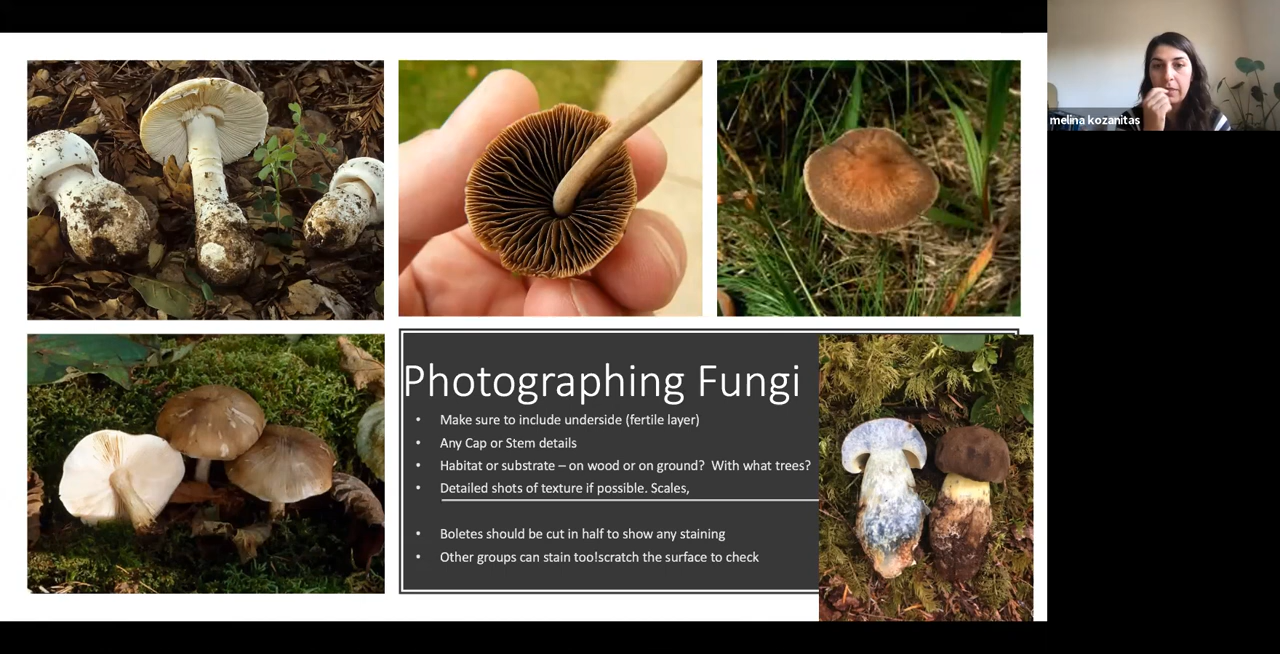 melina kozanitas
Photographing Fungi
• Make sure to include underside (fertile layer)
• Any Cap or Stem details
• Habitat or substrate – on wood or on ground? With what trees?
• Detailed shots of texture if possible. Scales,
• Boletes should be cut in half to show any staining
• Other groups can stain too!scratch the surface to check